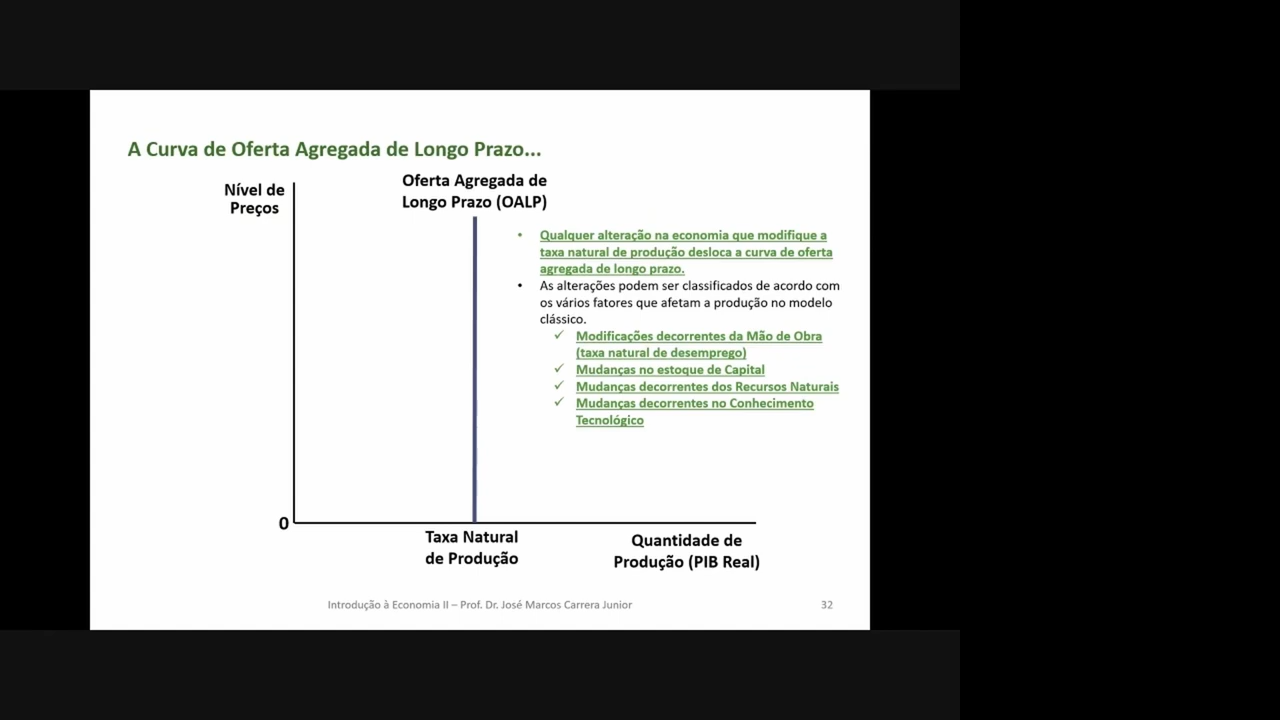 A Curva de Oferta Agregada de Longo Prazo...
Nível de
Preços
Oferta Agregada de
Longo Prazo (OALP)
• Qualquer alteração na economia que modifique a
taxa natural de produção desloca a curva de oferta
agregada de longo prazo.
• As alterações podem ser classificados de acordo com
os vários fatores que afetam a produção no modelo
clássico.
✓ Modificações decorrentes da Mão de Obra
(taxa natural de desemprego)
✓ Mudanças no estoque de Capital
✓ Mudanças decorrentes dos Recursos Naturais
✓ Mudanças decorrentes no Conhecimento
Tecnológico
0
Taxa Natural
de Produção
Quantidade de
Produção (PIB Real)
Introdução à Economia II – Prof. Dr. José Marcos Carrera Junior
32